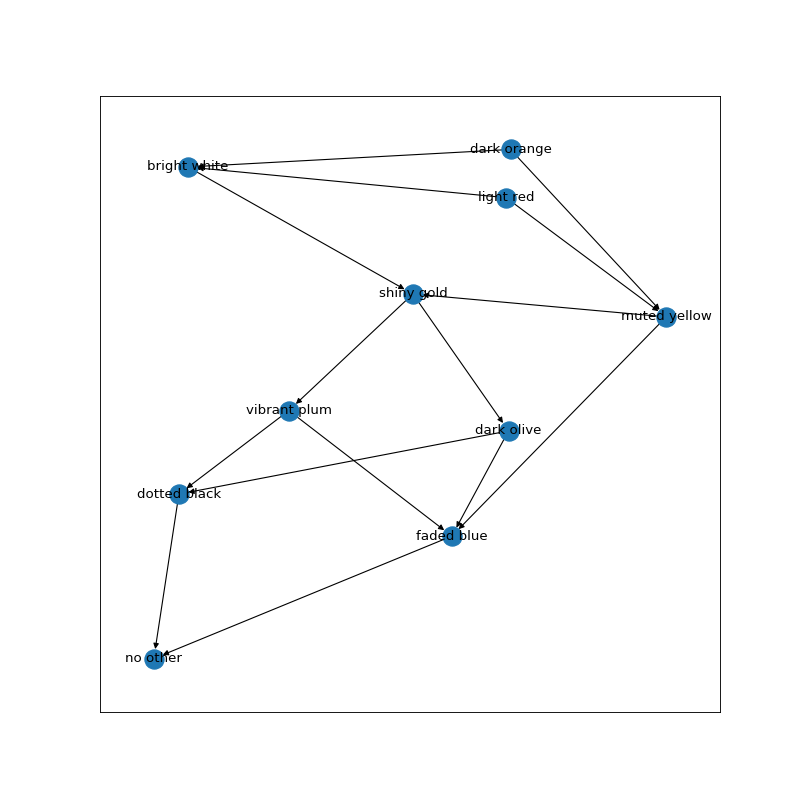 dark orange
bright white
light red
shiny gold
muted yellow
vibrant plum
dark olive
dotted black
faded blue
no other